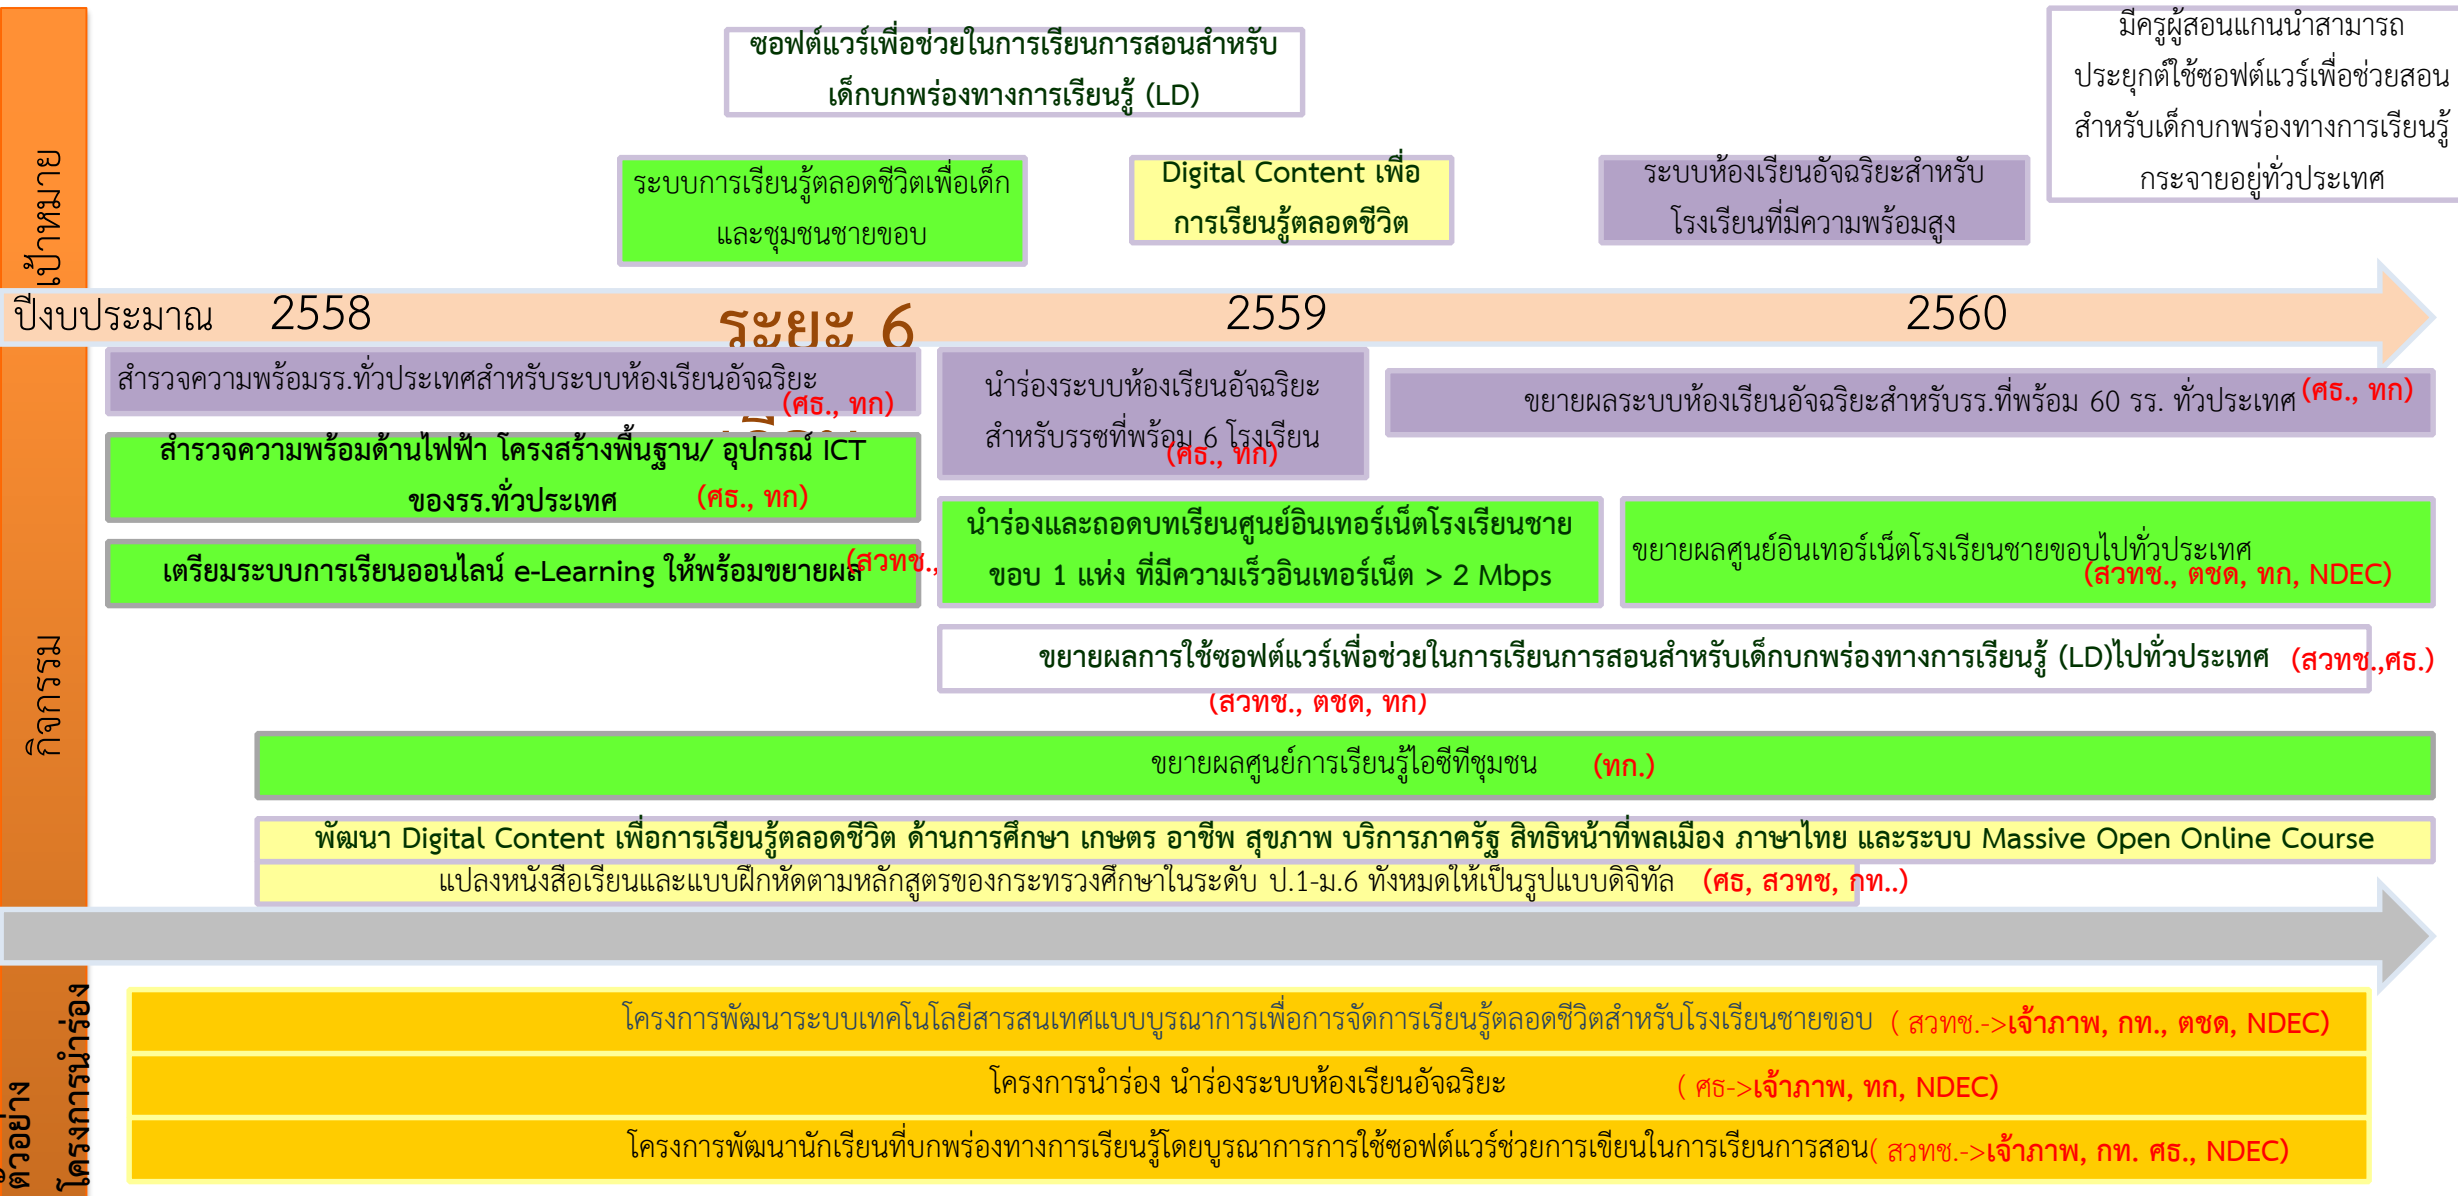 ซอฟต์แวร์เพื่อช่วยในการเรียนการสอนสำหรับ
เด็กบกพร่องทางการเรียนรู้ (LD)
มีครูผู้สอนแกนนำสามารถ
ประยุกต์ใช้ซอฟต์แวร์เพื่อช่วยสอน
สำหรับเด็กบกพร่องทางการเรียนรู้
กระจายอยู่ทั่วประเทศ
เป้าหมาย
ระบบการเรียนรู้ตลอดชีวิตเพื่อเด็ก
และชุมชนชายขอบ
Digital Content เพื่อ
การเรียนรู้ตลอดชีวิต
ระบบห้องเรียนอัจฉริยะสำหรับ
โรงเรียนที่มีความพร้อมสูง
ปีงบประมาณ 2558
ระยะ 6
2559
2560
กิจกรรม
สำรวจความพร้อมรร.ทั่วประเทศสำหรับระบบห้องเรียนอัจฉริยะ
(ศธ., ทก)
นำร่องระบบห้องเรียนอัจฉริยะ
สำหรับรรซที่พร้อม 6 โรงเรียน
(ศธ., ทก)
ขยายผลระบบห้องเรียนอัจฉริยะสำหรับรร.ที่พร้อม 60 รร. ทั่วประเทศ (ศธ., ทก)
สำรวจความพร้อมด้านไฟฟ้า โครงสร้างพื้นฐาน/ อุปกรณ์ ICT
ของรร.ทั่วประเทศ (ศธ., ทก)
เตรียมระบบการเรียนออนไลน์ e-Learning ให้พร้อมขยายผล (สวทช.,
นำร่องและถอดบทเรียนศูนย์อินเทอร์เน็ตโรงเรียนชาย
ขอบ 1 แห่ง ที่มีความเร็วอินเทอร์เน็ต > 2 Mbps
ขยายผลศูนย์อินเทอร์เน็ตโรงเรียนชายขอบไปทั่วประเทศ
(สวทช., ตชด, ทก, NDEC)
ขยายผลการใช้ซอฟต์แวร์เพื่อช่วยในการเรียนการสอนสำหรับเด็กบกพร่องทางการเรียนรู้ (LD)ไปทั่วประเทศ (สวทช.,ศธ.)
(สวทช., ตชด, ทก)
ขยายผลศูนย์การเรียนรู้ไอซีทีชุมชน (ทก.)
พัฒนา Digital Content เพื่อการเรียนรู้ตลอดชีวิต ด้านการศึกษา เกษตร อาชีพ สุขภาพ บริการภาครัฐ สิทธิหน้าที่พลเมือง ภาษาไทย และระบบ Massive Open Online Course
แปลงหนังสือเรียนและแบบฝึกหัดตามหลักสูตรของกระทรวงศึกษาในระดับ ป.1-ม.6 ทั้งหมดให้เป็นรูปแบบดิจิทัล (ศธ, สวทช, กท..)
ตัวอย่าง
โครงการนำร่อง
โครงการพัฒนาระบบเทคโนโลยีสารสนเทศแบบบูรณาการเพื่อการจัดการเรียนรู้ตลอดชีวิตสำหรับโรงเรียนชายขอบ ( สวทช.->เจ้าภาพ, กท., ตชด, NDEC)
โครงการนำร่อง นำร่องระบบห้องเรียนอัจฉริยะ ( ศธ->เจ้าภาพ, ทก, NDEC)
โครงการพัฒนานักเรียนที่บกพร่องทางการเรียนรู้โดยบูรณาการการใช้ซอฟต์แวร์ช่วยการเขียนในการเรียนการสอน( สวทช.->เจ้าภาพ, กท. ศธ., NDEC)